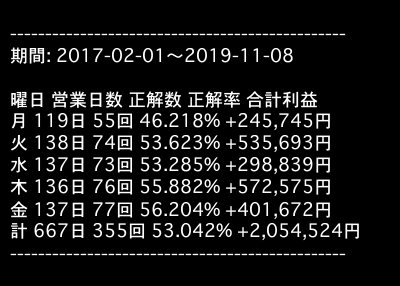 ------------------------------------------------
期間: 2017-02-01～2019-11-08
曜日 営業日数 正解数 正解率 合計利益
月 119日 55回 46.218% +245,745円
火 138日 74回 53.623% +535,693円
水 137日 73回 53.285% +298,839円
木 136日 76回 55.882% +572,575円
金 137日 77回 56.204% +401,672円
計 667日 355回 53.042% +2,054,524円
------------------------------------------------